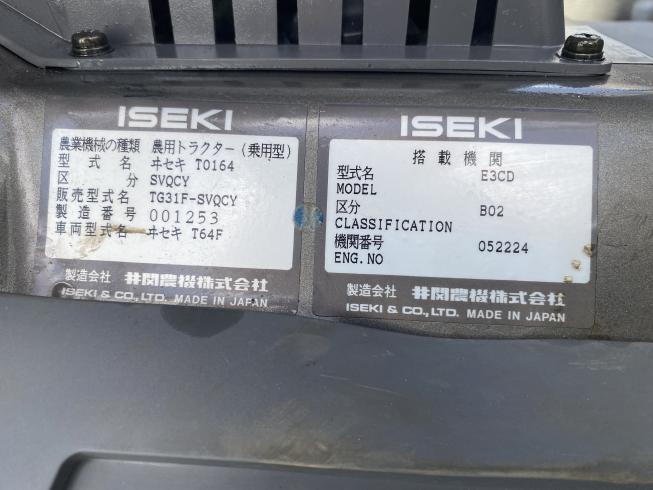 ISEKI
農業機械の種類 農用トラクター(乗用型)
型式名 ヰセキ T0164
区分 SVQCY
販売型式名 TG31F-SVQCY
製造番号 001253
車両型式名 ヰセキ T64F
製造会社 井関農機株式会社
ISEKI & CO., LTD. MADE IN JAPAN
ISEKI
搭載機関
型式名 E3CD
MODEL
区分 B02
CLASSIFICATION
機関番号 052224
ENG.NO
製造会社 井関農機株式会社
ISEKI & CO., LTD. MADE IN JAPAN